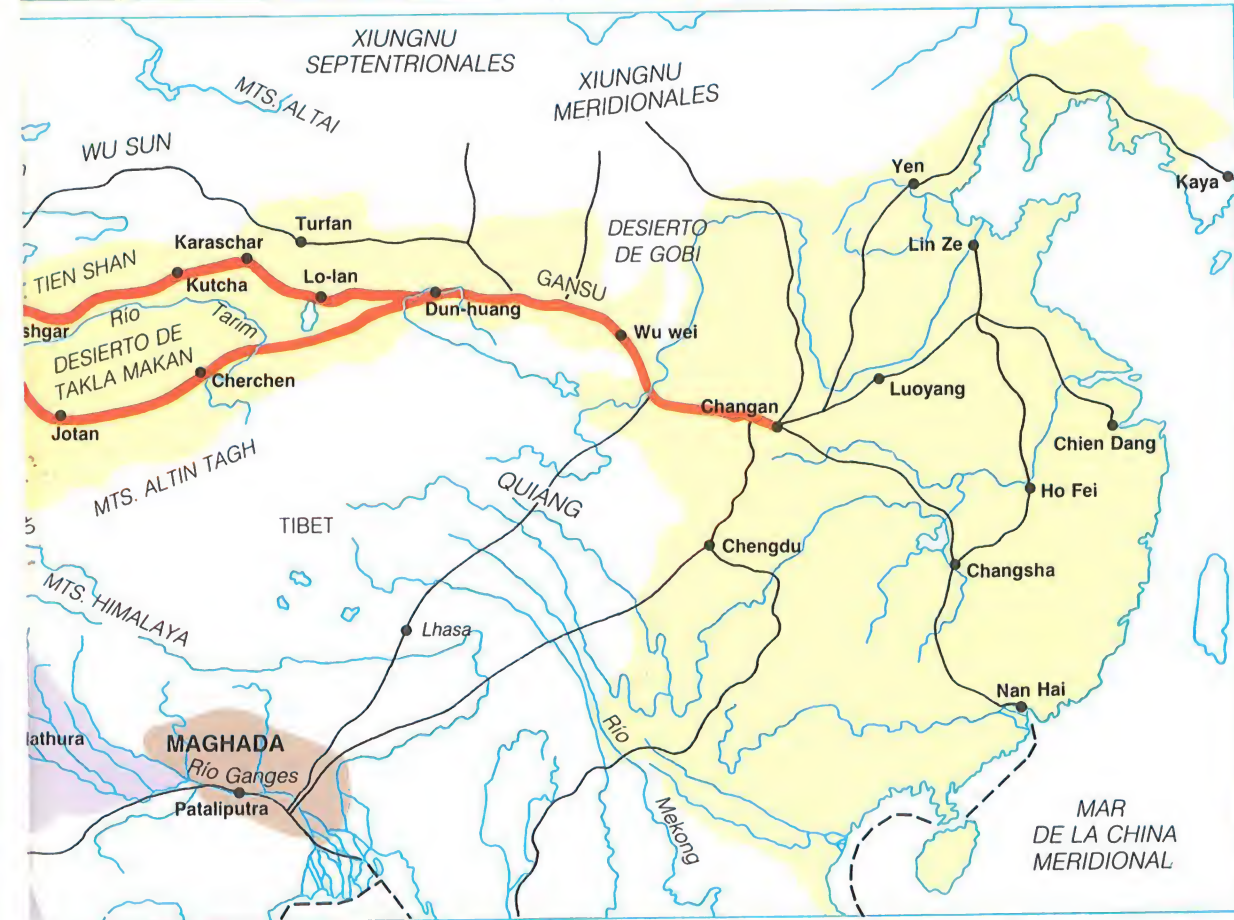 XIUNGNU
SEPTENTRIONALES
XIUNGNU
MERIDIONALES
MTS. ALTAI
WU SUN
Yen
Kaya
Turfan
Karaschar
DESIERTO
DE GOBI
Lin Ze
TIEN SHAN
Kutcha
Lo-lan
GANSU
Dun-huang
shgar
Río
Tarim
Wu wei
DESIERTO DE
TAKLA MAKAN
Cherchen
Luoyang
Changan
Jotan
Chien Dang
MTS. ALTIN TAGH
QUIANG
Ho Fei
TIBET
Chengdu
Changsha
MTS. HIMALAYA
Lhasa
Nan Hai
Río
Mekong
lathura
MAGHADA
Río Ganges
Pataliputra
MAR
DE LA CHINA
MERIDIONAL